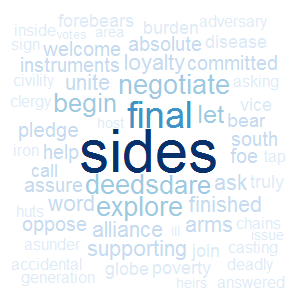 forebears adversary
inside votes area burden
sign welcome absolute disease
instruments loyalty committed
civility unite negotiate asking
clergy begin final let vice
pledge host bear
iron help sides south
foe tap
call
assure deedsdare ask truly
huts word explore finished
oppose alliance arms chains
asunder ill issue
supporting join casting
accidental globe poverty deadly
generation heirs answered